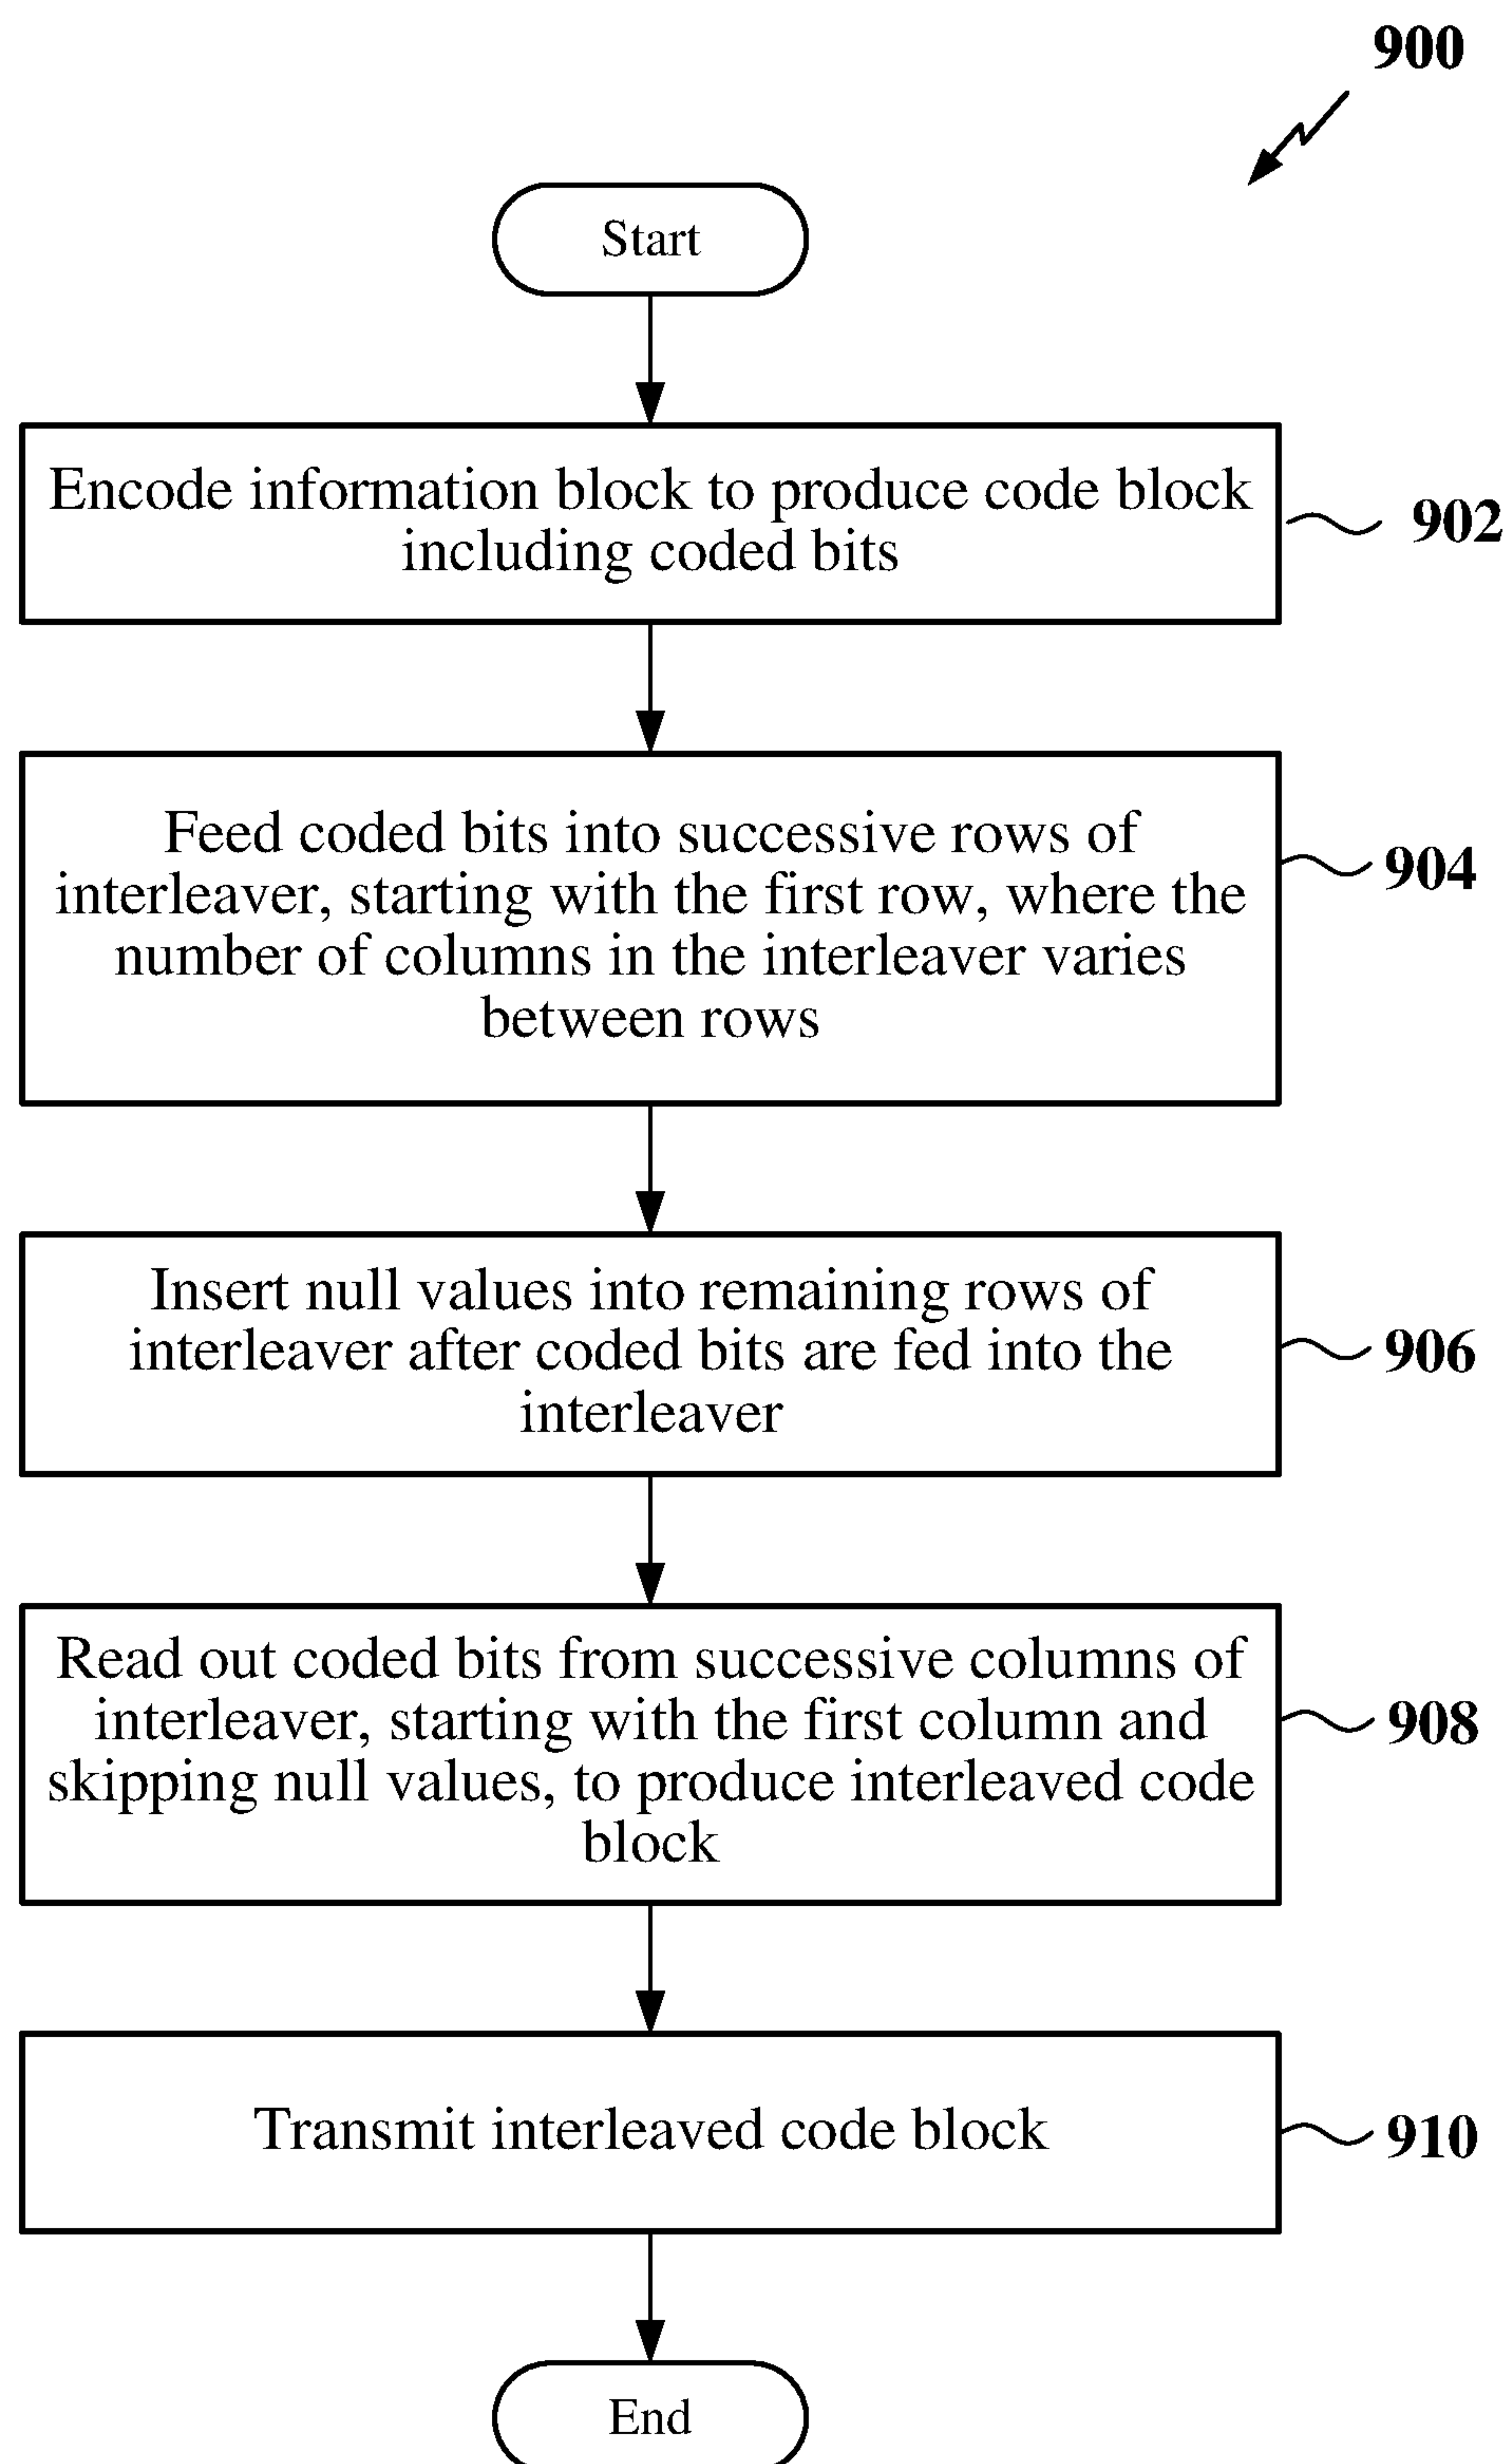 900
Start
Encode information block to produce code block
including coded bits
902
Feed coded bits into successive rows of
interleaver, starting with the first row, where the
number of columns in the interleaver varies
between rows
904
Insert null values into remaining rows of
interleaver after coded bits are fed into the
interleaver
906
Read out coded bits from successive columns of
interleaver, starting with the first column and
skipping null values, to produce interleaved code
block
908
Transmit interleaved code block
910
End